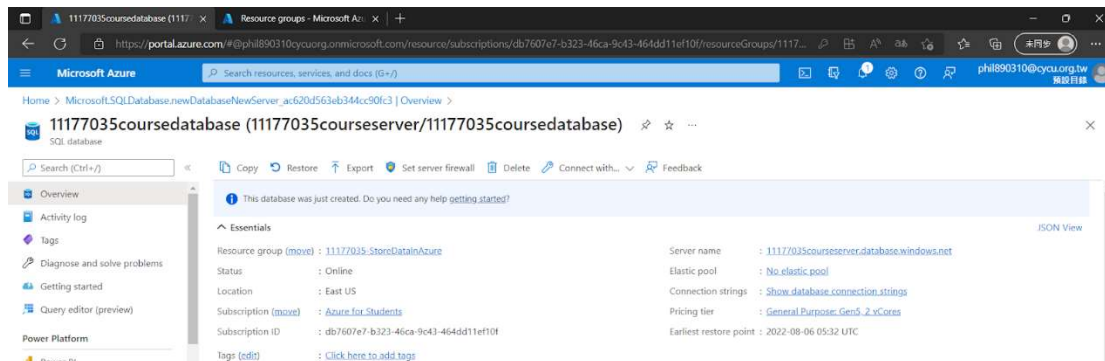 11177035coursedatabase (1117
Resource groups - Microsoft Azu
https://portal.azure.com/#@phil890310cycuorg.onmicrosoft.com/resource/subscriptions/db7607e7-b323-46ca-9c43-464dd11ef10f/resourceGroups/1117...
未同步
Microsoft Azure
Search resources, services, and docs (G+/)
phil890310@cycu.org.tw
預設目錄
Home > Microsoft.SQLDatabase.newDatabaseNewServer_ac620d563eb344cc90fc3 | Overview >
11177035coursedatabase (11177035courseserver/11177035coursedatabase)
SQL database
Search (Ctrl+/)
Copy Restore Export Set server firewall Delete Connect with... Feedback
Overview
Activity log
Tags
Diagnose and solve problems
Getting started
Query editor (preview)
Power Platform
This database was just created. Do you need any help getting started?
Essentials
JSON View
Resource group (move) : 11177035-StoreDataInAzure
Status : Online
Location : East US
Subscription (move) : Azure for Students
Subscription ID : db7607e7-b323-46ca-9c43-464dd11ef10f
Tags (edit) : Click here to add tags
Server name : 11177035courseserver.database.windows.net
Elastic pool : No elastic pool
Connection strings : Show database connection strings
Pricing tier : General Purpose: Gen5, 2 vCores
Earliest restore point : 2022-08-06 05:32 UTC